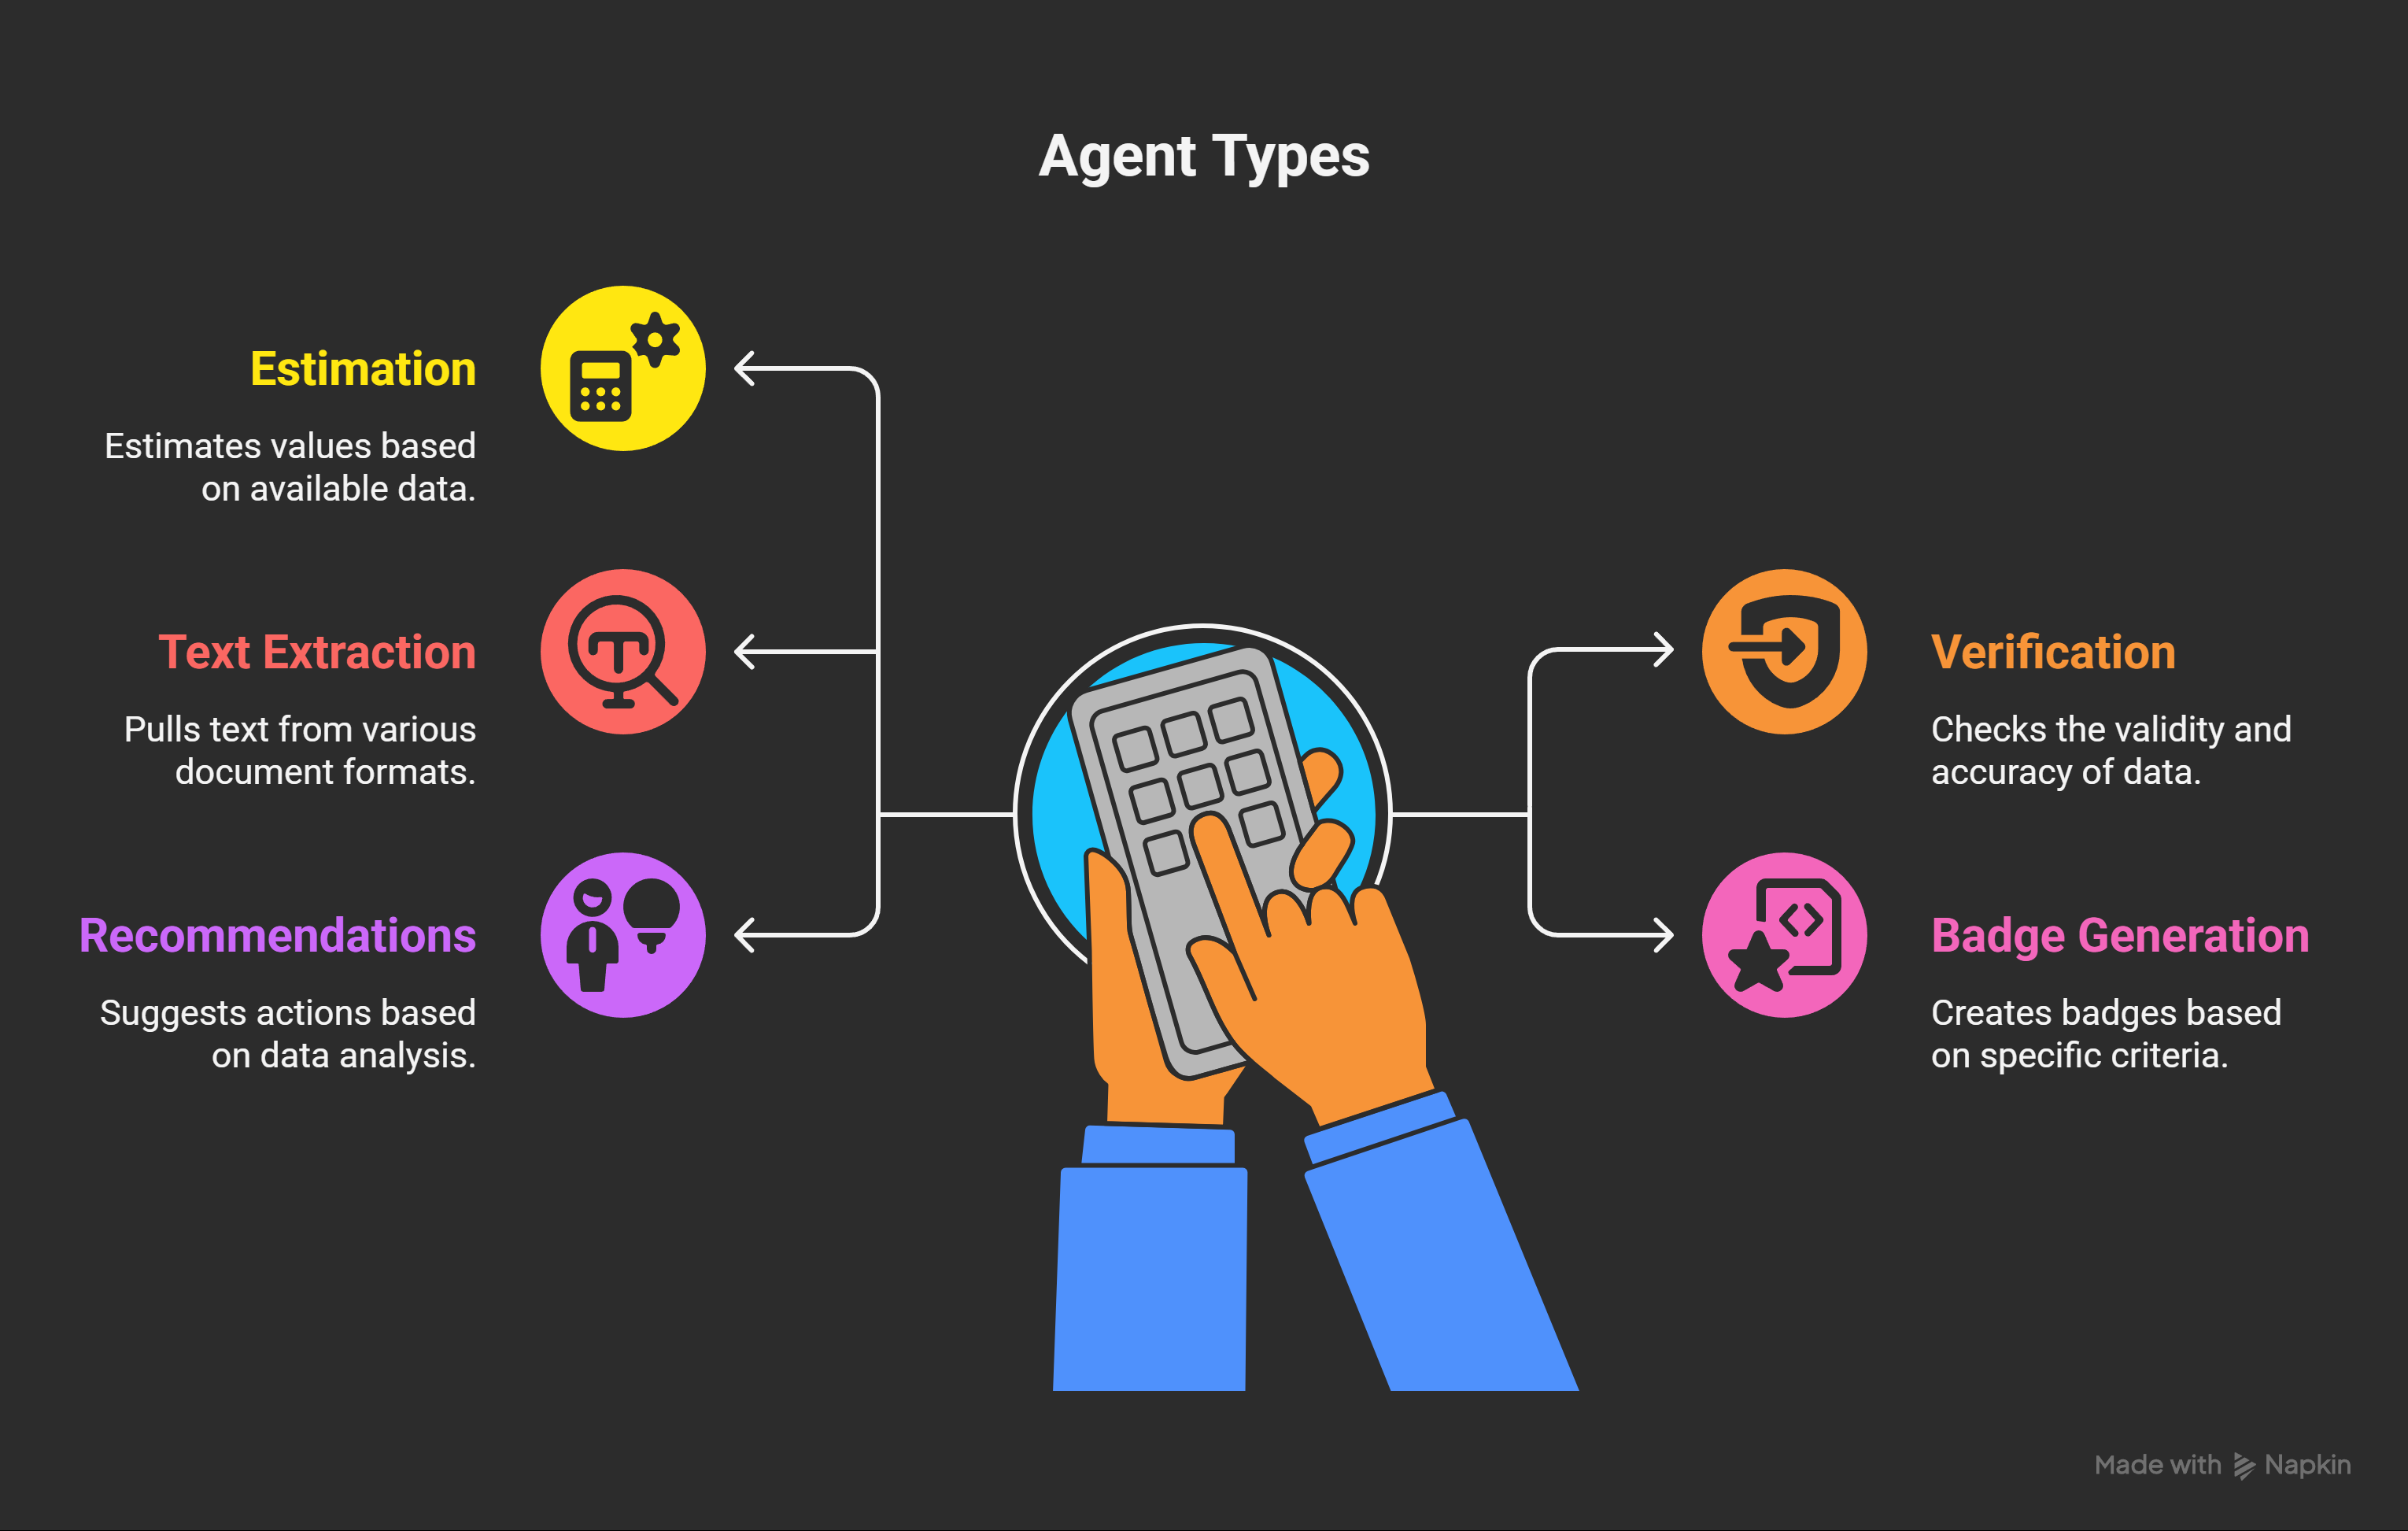 Agent Types
Estimation
Estimates values based
on available data.
Text Extraction
Pulls text from various
document formats.
Recommendations
Suggests actions based
on data analysis.
Verification
Checks the validity and
accuracy of data.
Badge Generation
Creates badges based
on specific criteria.
Made with Napkin